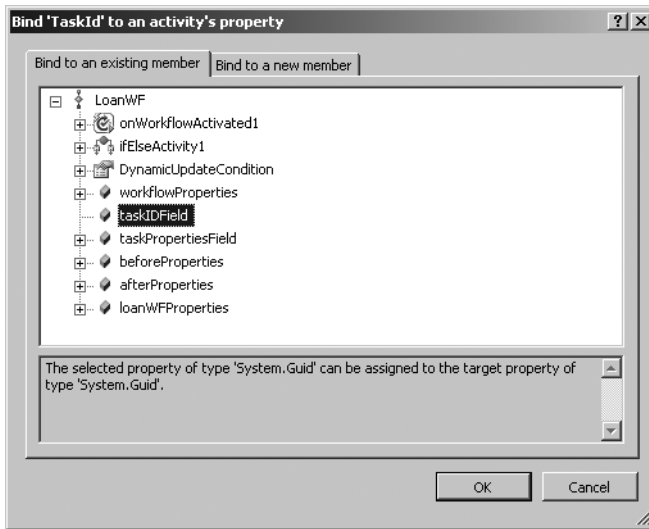 Bind 'TaskId' to an activity's property
Bind to an existing member
Bind to a new member
LoanWF
onWorkflowActivated1
ifElseActivity1
DynamicUpdateCondition
workflowProperties
taskIDField
taskPropertiesField
beforeProperties
afterProperties
loanWFProperties
The selected property of type 'System.Guid' can be assigned to the target property of
type 'System.Guid'.
OK
Cancel